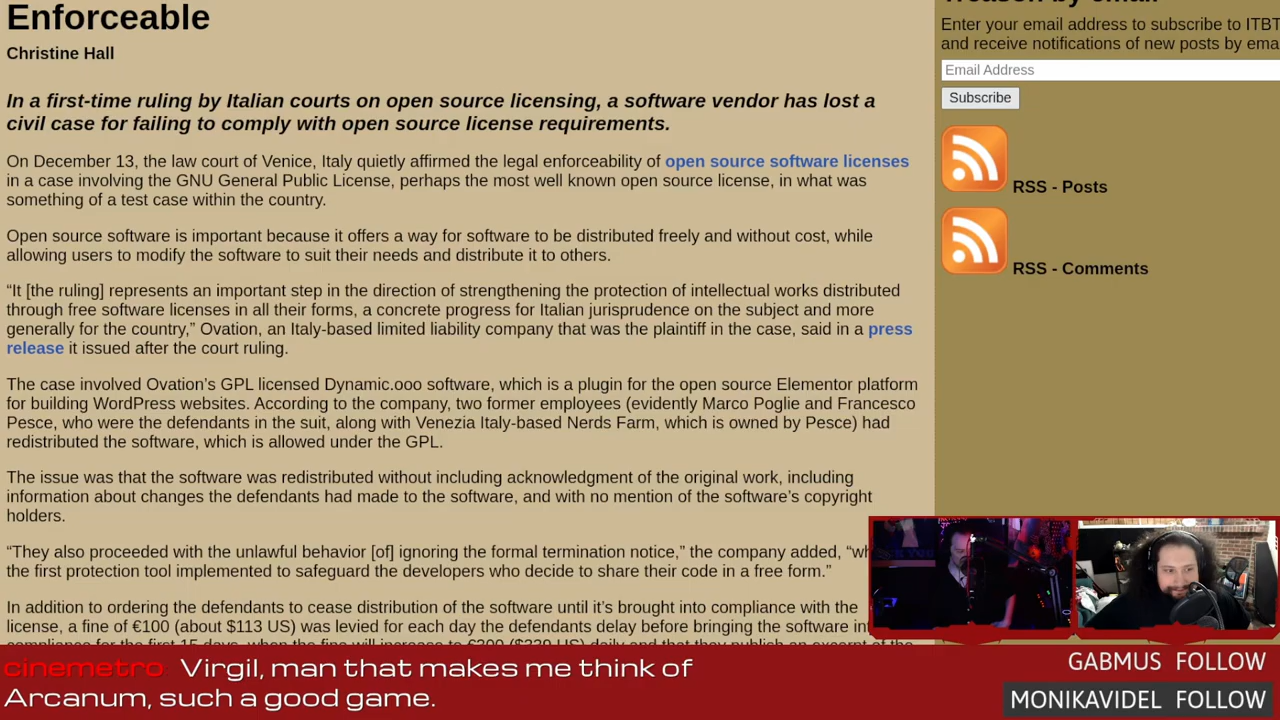 Enforceable
Christine Hall
In a first-time ruling by Italian courts on open source licensing, a software vendor has lost a
civil case for failing to comply with open source license requirements.
On December 13, the law court of Venice, Italy quietly affirmed the legal enforceability of open source software licenses
in a case involving the GNU General Public License, perhaps the most well known open source license, in what was
something of a test case within the country.
Open source software is important because it offers a way for software to be distributed freely and without cost, while
allowing users to modify the software to suit their needs and distribute it to others.
“It [the ruling] represents an important step in the direction of strengthening the protection of intellectual works distributed
through free software licenses in all their forms, a concrete progress for Italian jurisprudence on the subject and more
generally for the country,” Ovation, an Italy-based limited liability company that was the plaintiff in the case, said in a press
release it issued after the court ruling.
The case involved Ovation’s GPL licensed Dynamic.ooo software, which is a plugin for the open source Elementor platform
for building WordPress websites. According to the company, two former employees (evidently Marco Poglie and Francesco
Pesce, who were the defendants in the suit, along with Venezia Italy-based Nerds Farm, which is owned by Pesce) had
redistributed the software, which is allowed under the GPL.
The issue was that the software was redistributed without including acknowledgment of the original work, including
information about changes the defendants had made to the software, and with no mention of the software’s copyright
holders.
“They also proceeded with the unlawful behavior [of] ignoring the formal termination notice,” the company added,
the first protection tool implemented to safeguard the developers who decide to share their code in a free form.”
In addition to ordering the defendants to cease distribution of the software until it’s brought into compliance with the
license, a fine of €100 (about $113 US) was levied for each day the defendants delay before bringing the software
Treason by email
Enter your email address to subscribe to ITBT
and receive notifications of new posts by ema
Email Address
Subscribe
RSS - Posts
RSS - Comments
cinemetro: Virgil, man that makes me think of
Arcanum, such a good game.
GABMUS FOLLOW
MONIKAVIDEL FOLLOW